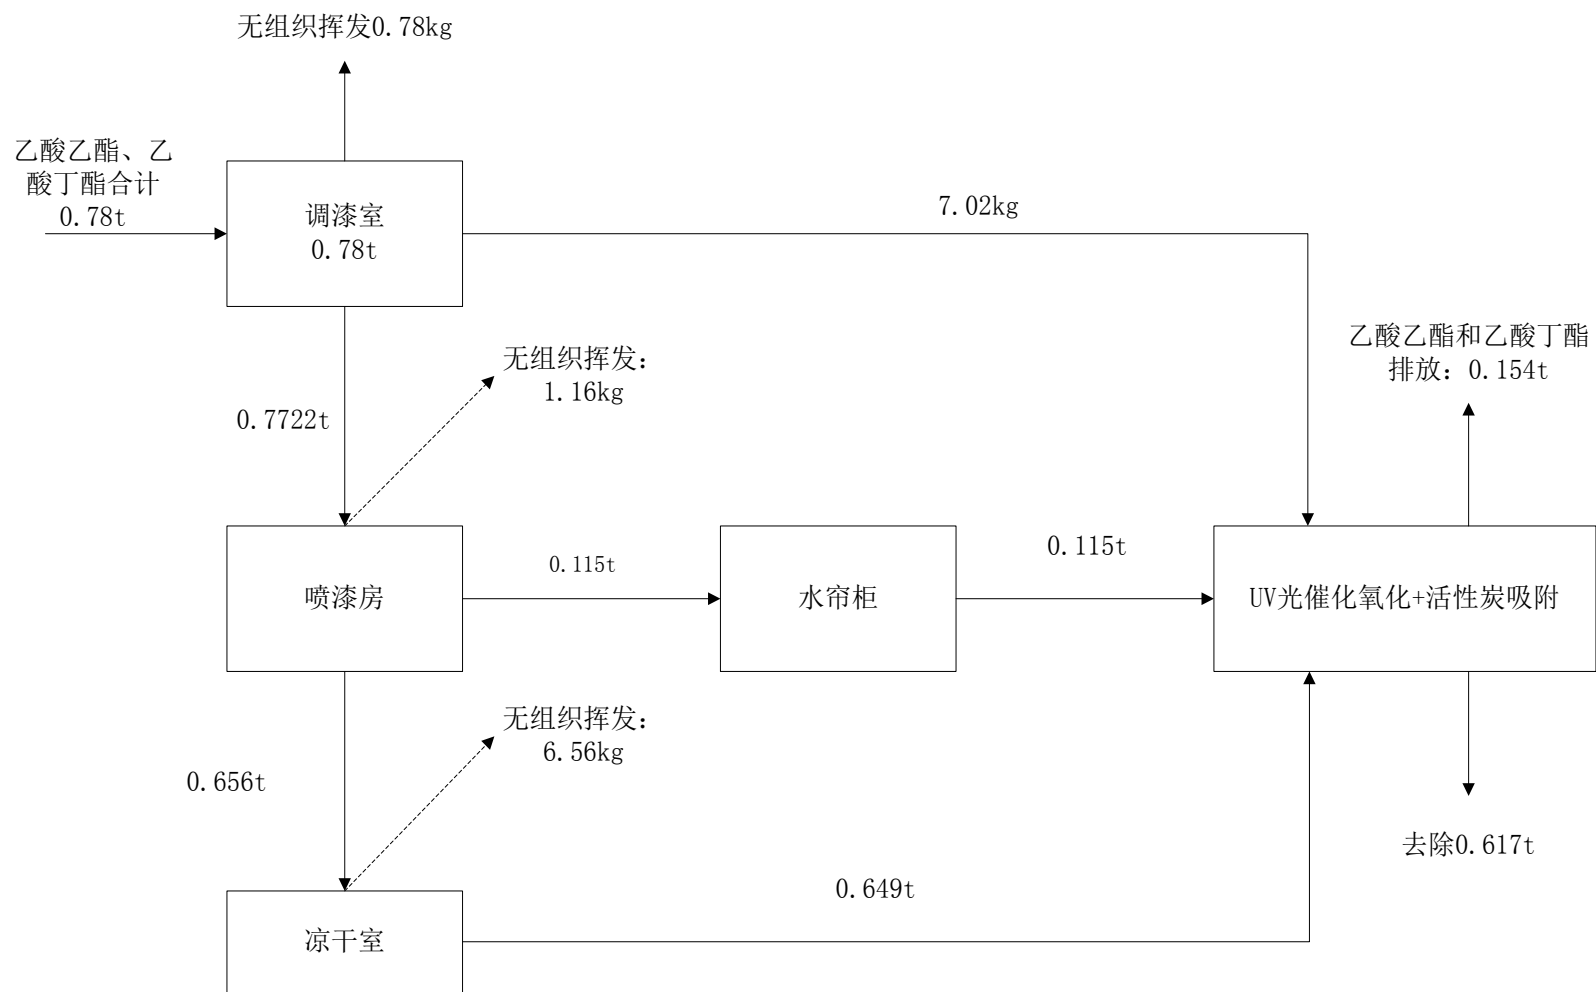 无组织挥发0.78kg
乙酸乙酯、乙
酸丁酯合计
0.78t
调漆室
0.78t
7.02kg
无组织挥发：
1.16kg
乙酸乙酯和乙酸丁酯
排放：0.154t
0.7722t
喷漆房
0.115t
水帘柜
0.115t
UV光催化氧化+活性炭吸附
无组织挥发：
6.56kg
0.656t
去除0.617t
0.649t
凉干室